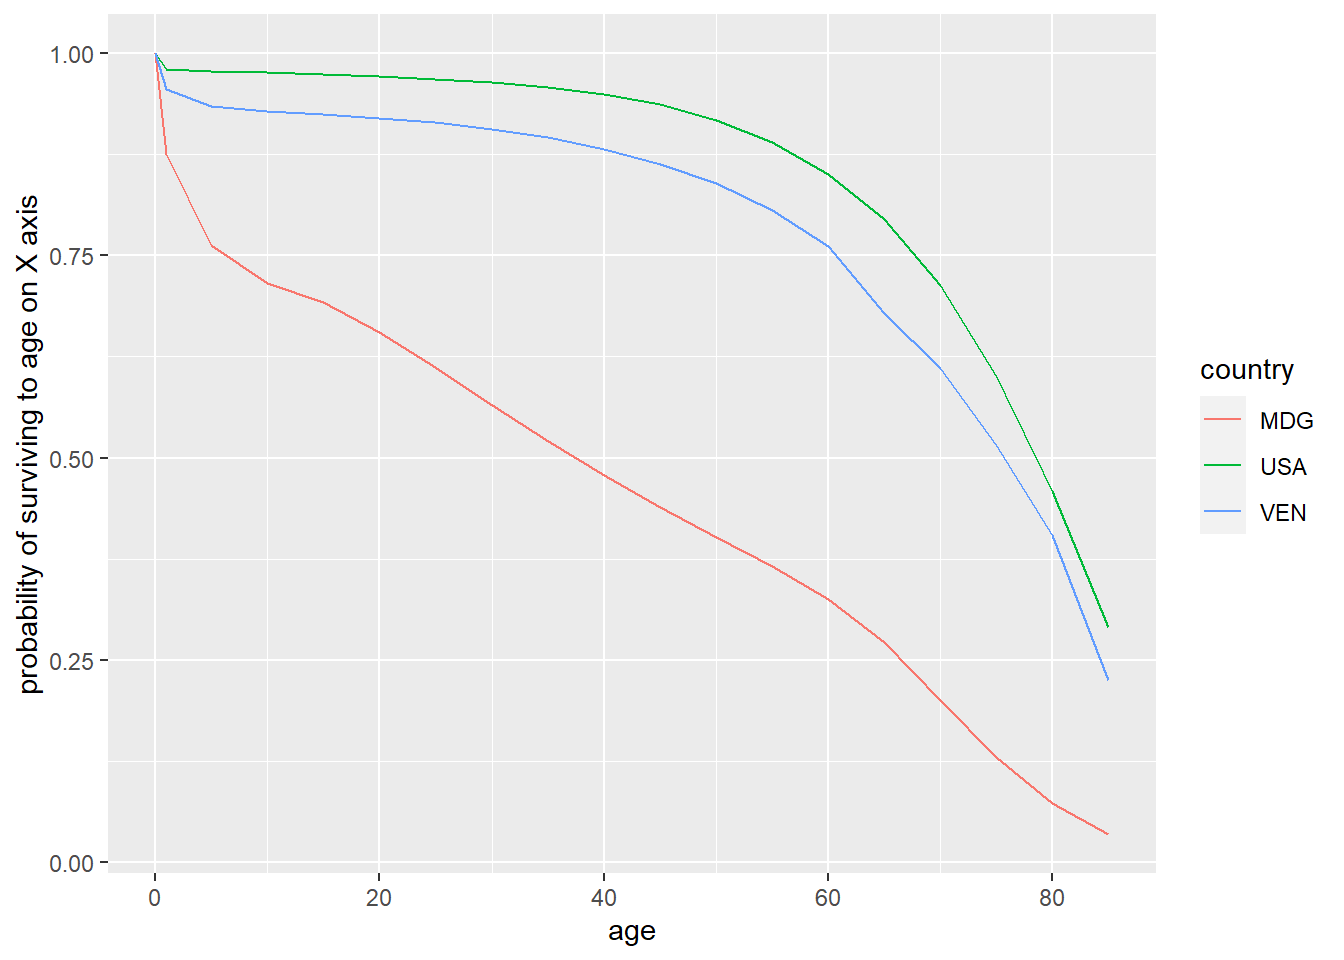 1.00
0.75
0.50
0.25
0.00
probability of surviving to age on X axis
0 20 40 60 80
age
country
MDG
USA
VEN